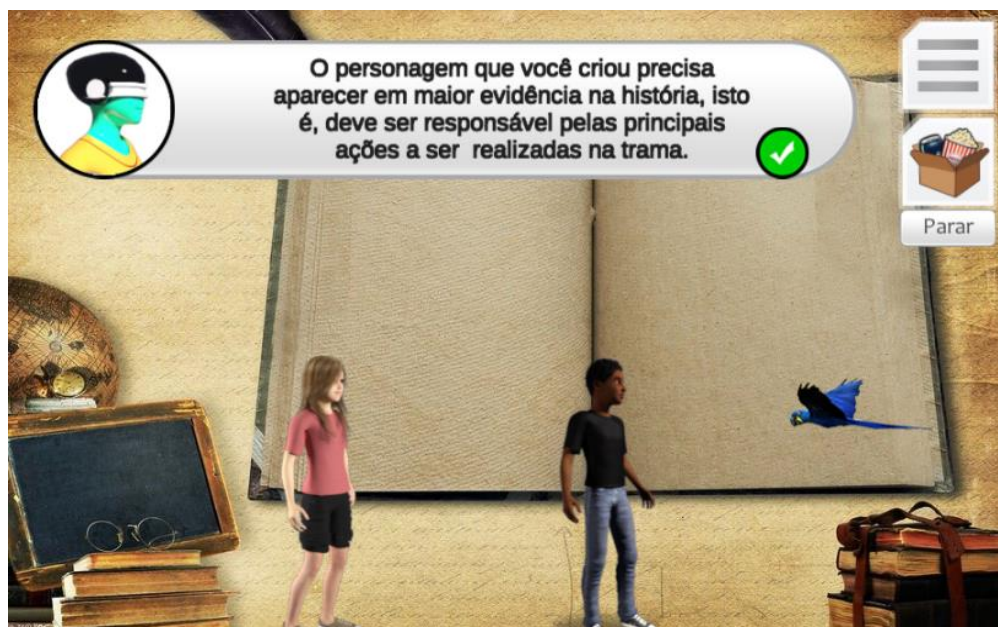 O personagem que você criou precisa
aparecer em maior evidência na história, isto
é, deve ser responsável pelas principais
ações a ser realizadas na trama.
Parar